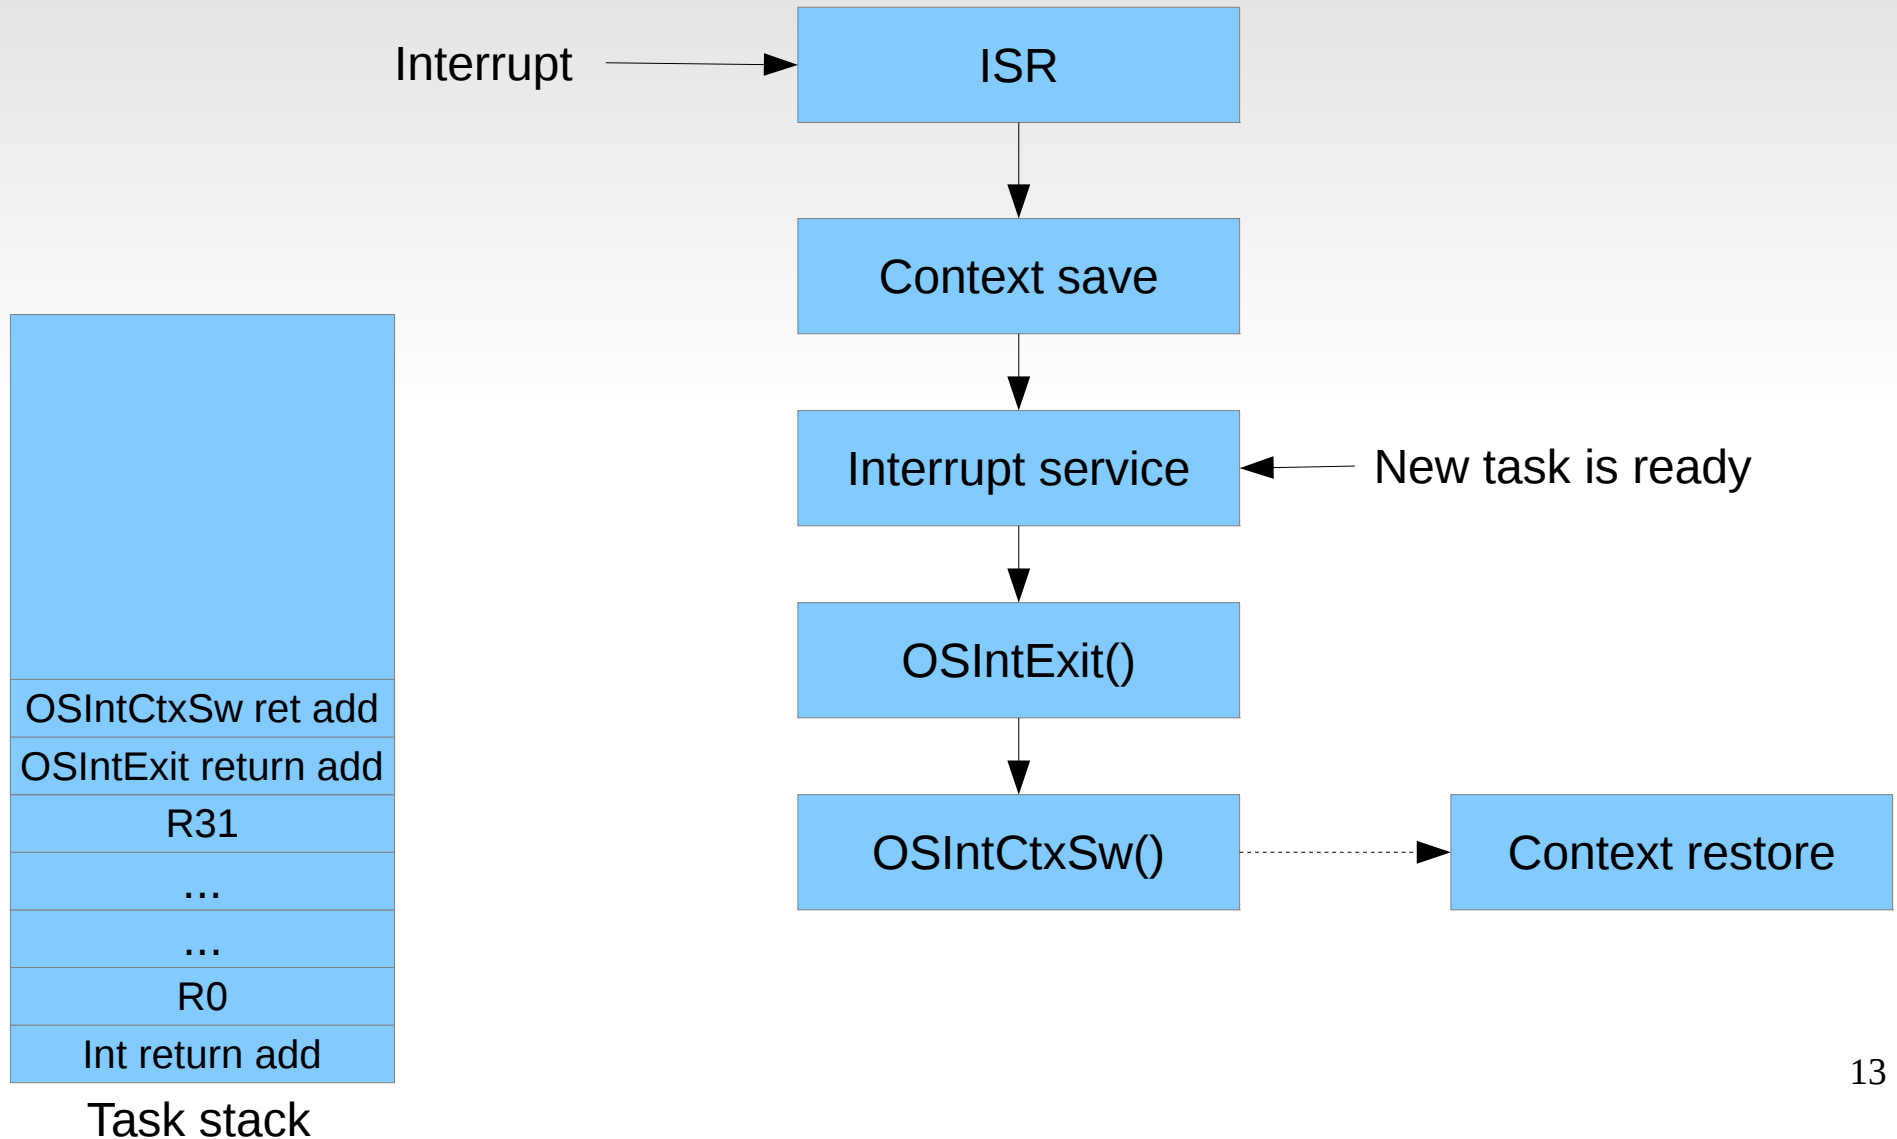 Interrupt
ISR
Context save
Interrupt service
New task is ready
OSIntExit()
OSIntCtxSw()
Context restore
OSIntCtxSw ret add
OSIntExit return add
R31
...
...
R0
Int return add
Task stack
13